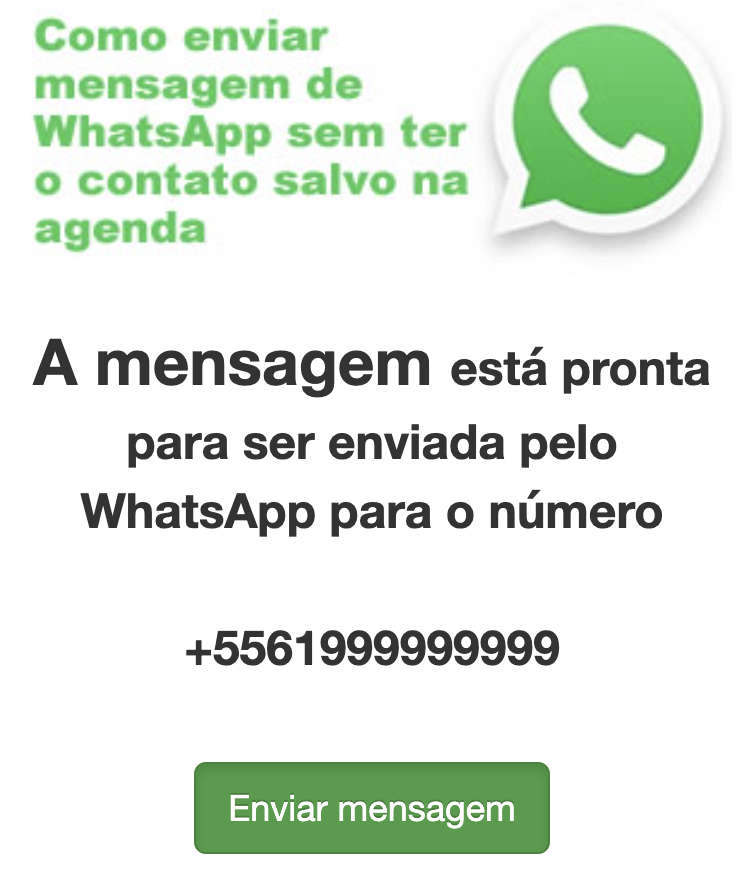 Como enviar
mensagem de
WhatsApp sem ter
o contato salvo na
agenda
A mensagem está pronta
para ser enviada pelo
WhatsApp para o número
+5561999999999
Enviar mensagem